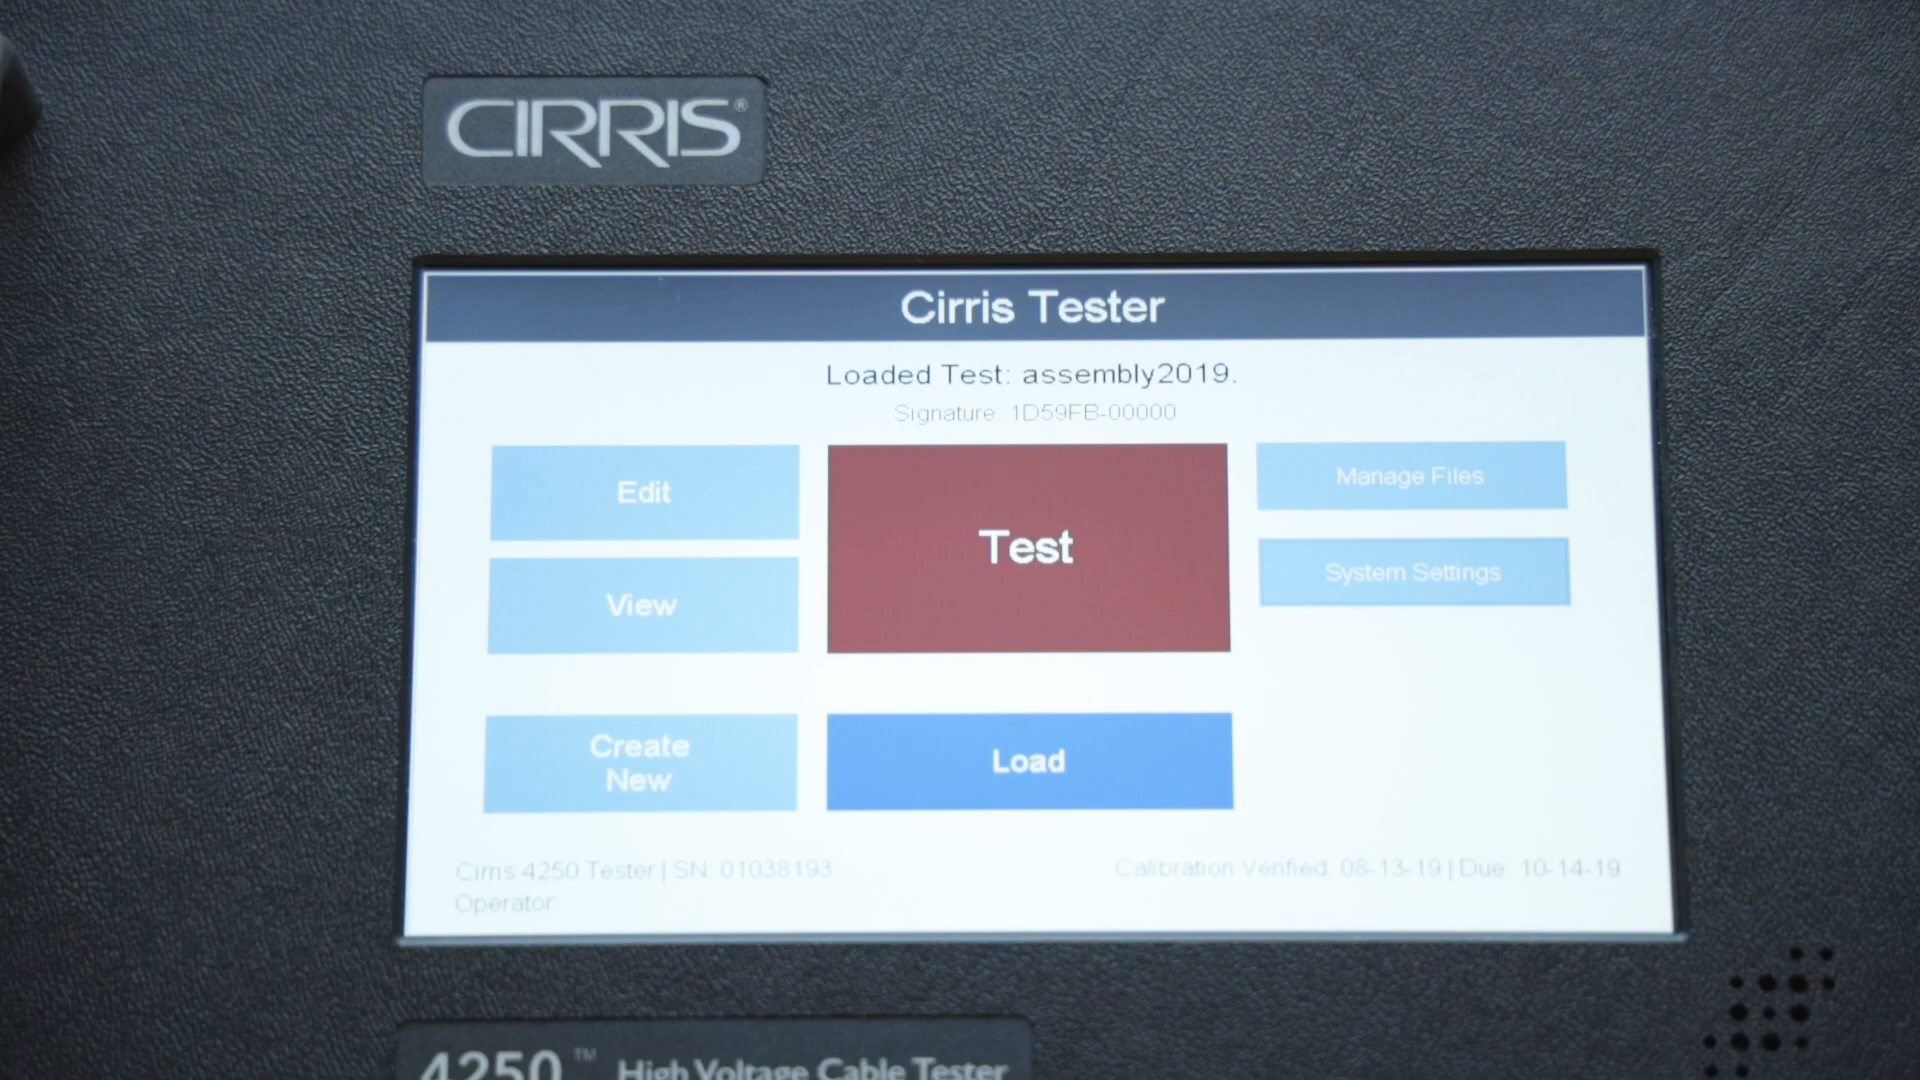 CIRRIS®
Cirris Tester
Loaded Test: assembly2019.
Signature: 1D59FB-00000
Edit
Test
Manage Files
View
System Settings
Create
New
Load
Cirris 4250 Tester | SN: 01038193
Calibration Verified: 08-13-19 | Due: 10-14-19
Operator:
4250™ High Voltage Cable Tester